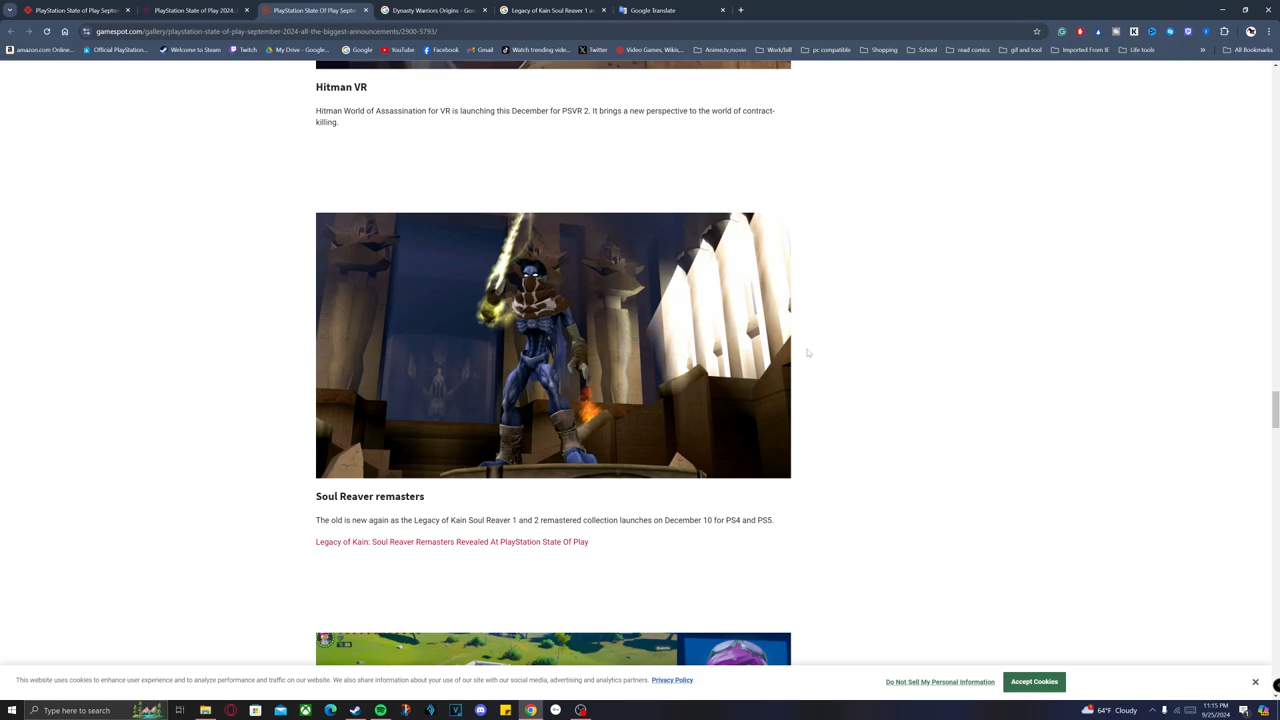 PlayStation State of Play Septem
PlayStation State of Play 2024.
PlayStation State Of Play Septe
Dynasty Warriors Origins - Goo
Legacy of Kain Soul Reaver 1 an
Google Translate
gamespot.com/gallery/playstation-state-of-play-september-2024-all-the-biggest-announcements/2900-5793/
amazon.com Online...
Official PlayStation...
Welcome to Steam
Twitch
My Drive - Google...
Google
YouTube
Facebook
Gmail
Watch trending vide...
Twitter
Video Games, Wikis,...
Anime,tv,movie
Work/bill
pc compatible
Shopping
School
read comics
gif and tool
Imported From IE
Life tools
All Bookmarks
Hitman VR
Hitman World of Assassination for VR is launching this December for PSVR 2. It brings a new perspective to the world of contract-
killing.
Soul Reaver remasters
The old is new again as the Legacy of Kain Soul Reaver 1 and 2 remastered collection launches on December 10 for PS4 and PS5.
Legacy of Kain: Soul Reaver Remasters Revealed At PlayStation State Of Play
This website uses cookies to enhance user experience and to analyze performance and traffic on our website. We also share information about your use of our site with our social media, advertising and analytics partners. Privacy Policy
Do Not Sell My Personal Information
Accept Cookies
Type here to search
64°F Cloudy
11:15 PM
9/25/2024